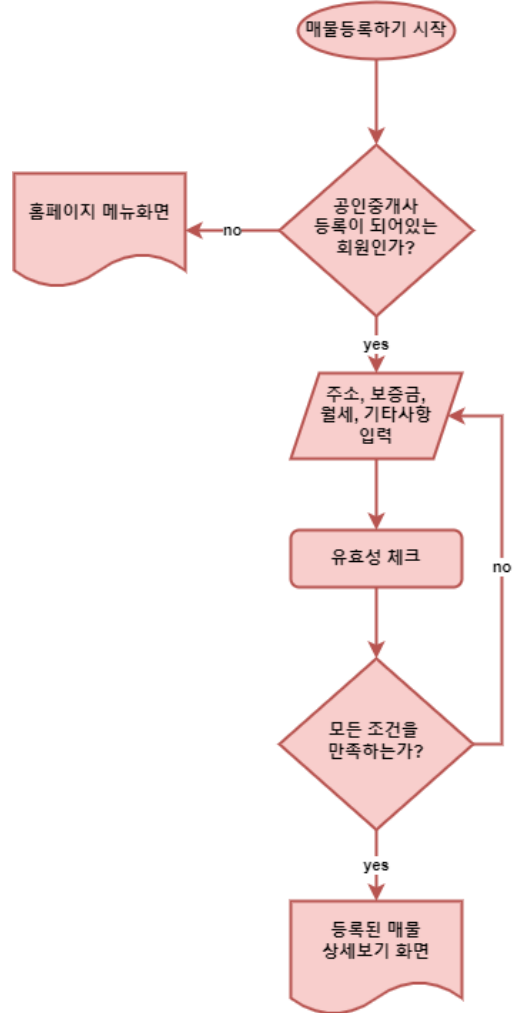 매물등록하기 시작
공인중개사
등록이 되어있는
회원인가?
no
홈페이지 메뉴화면
yes
주소, 보증금,
월세, 기타사항
입력
유효성 체크
no
모든 조건을
만족하는가?
yes
등록된 매물
상세보기 화면